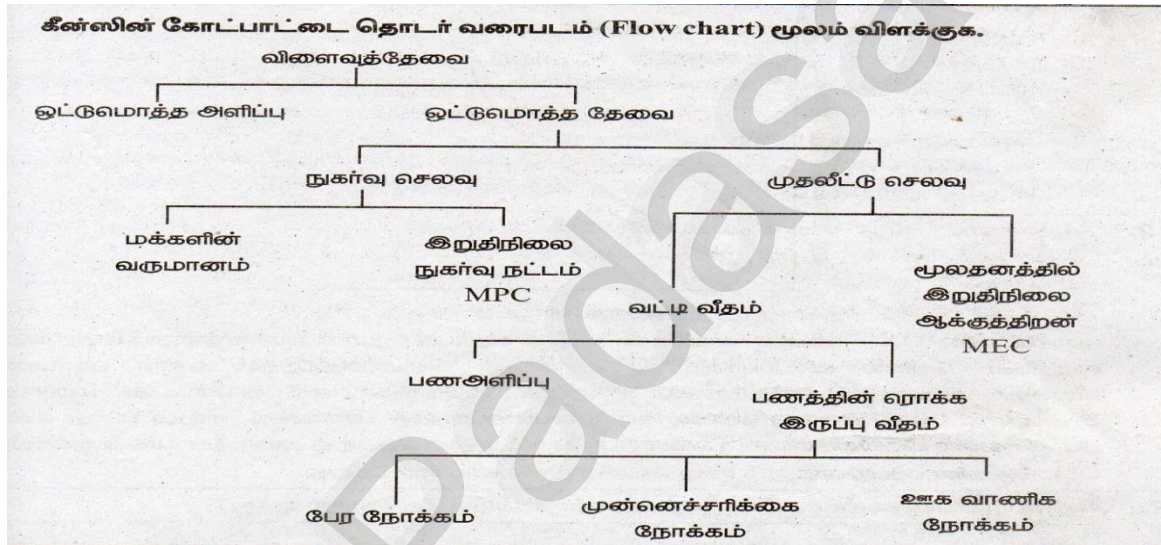 கீன்ஸின் கோட்பாட்டை தொடர் வரைபடம் (Flow chart) மூலம் விளக்குக.
விளைவுத்தேவை
ஒட்டுமொத்த அளிப்பு ஒட்டுமொத்த தேவை
நுகர்வு செலவு முதலீட்டு செலவு
மக்களின்
வருமானம்
இறுதிநிலை
நுகர்வு நட்டம்
MPC
வட்டி வீதம்
மூலதனத்தில்
இறுதிநிலை
ஆக்குத்திறன்
MEC
பணஅளிப்பு
பணத்தின் ரொக்க
இருப்பு வீதம்
பேர நோக்கம்
முன்னெச்சரிக்கை
நோக்கம்
ஊக வாணிக
நோக்கம்
Padasa